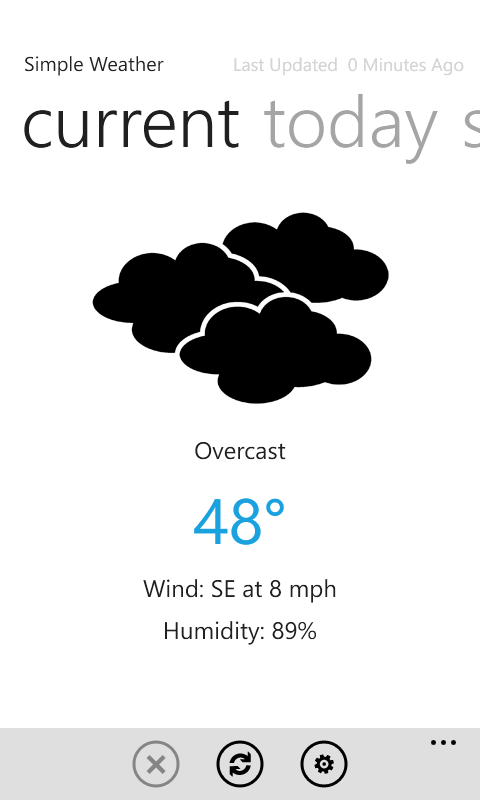 Simple Weather Last Updated 0 Minutes Ago
current today s
Overcast
48°
Wind: SE at 8 mph
Humidity: 89%